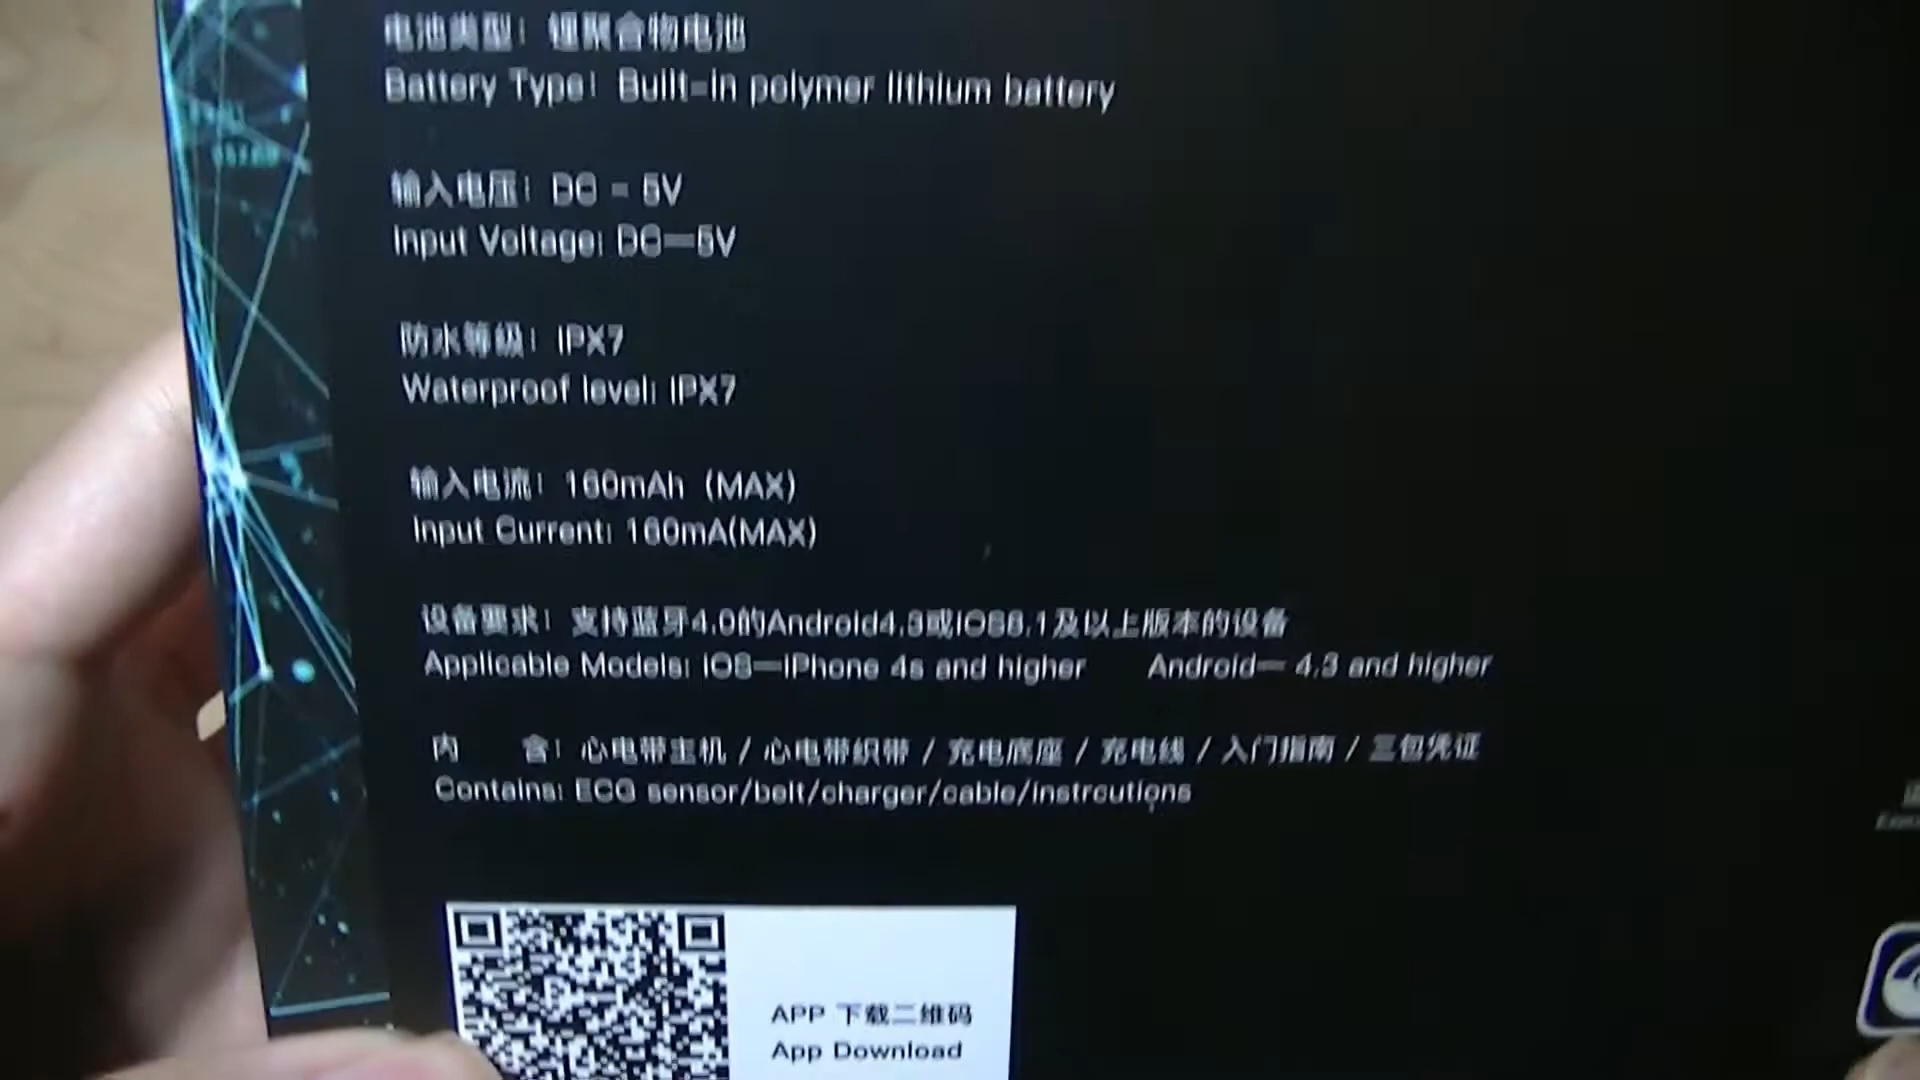 电池类型：锂聚合物电池
Battery Type: Built-in polymer lithium battery
输入电压：DC = 5V
Input Voltage: DC—5V
防水等级：IPX7
Waterproof level: IPX7
输入电流：160mAh (MAX)
Input Current: 160mA(MAX)
设备要求：支持蓝牙4.0的Android4.3或iOS8.1及以上版本的设备
Applicable Models: iOS—iPhone 4s and higher Android— 4.3 and higher
内 含：心电带主机 / 心电带织带 / 充电底座 / 充电线 / 入门指南 / 三包凭证
Contains: ECG sensor/belt/charger/cable/instrcutions
APP 下载二维码
App Download